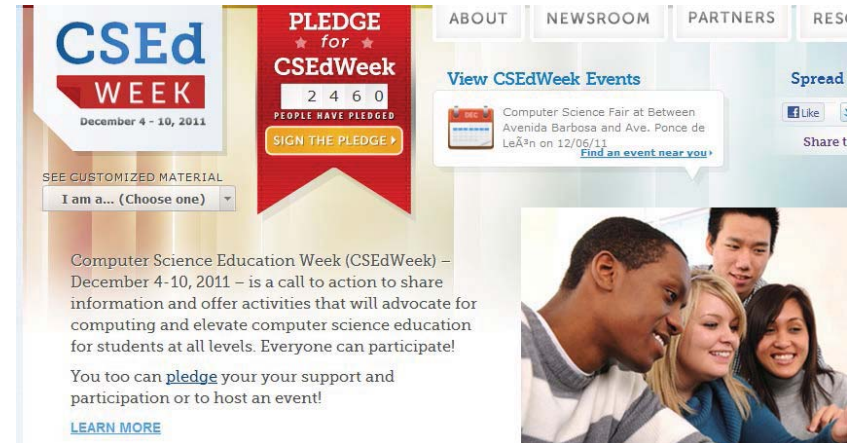 CSEd
WEEK
December 4 - 10, 2011
PLEDGE
for
CSEdWeek
2 4 6 0
PEOPLE HAVE PLEDGED
SIGN THE PLEDGE
ABOUT NEWSROOM PARTNERS RESO
View CSEdWeek Events
DEC
Computer Science Fair at Between
Avenida Barbosa and Ave. Ponce de
LeÃ³n on 12/06/11
Find an event near you
Spread
Like
Share t
SEE CUSTOMIZED MATERIAL
I am a... (Choose one)
Computer Science Education Week (CSEdWeek) –
December 4-10, 2011 – is a call to action to share
information and offer activities that will advocate for
computing and elevate computer science education
for students at all levels. Everyone can participate!
You too can pledge your your support and
participation or to host an event!
LEARN MORE